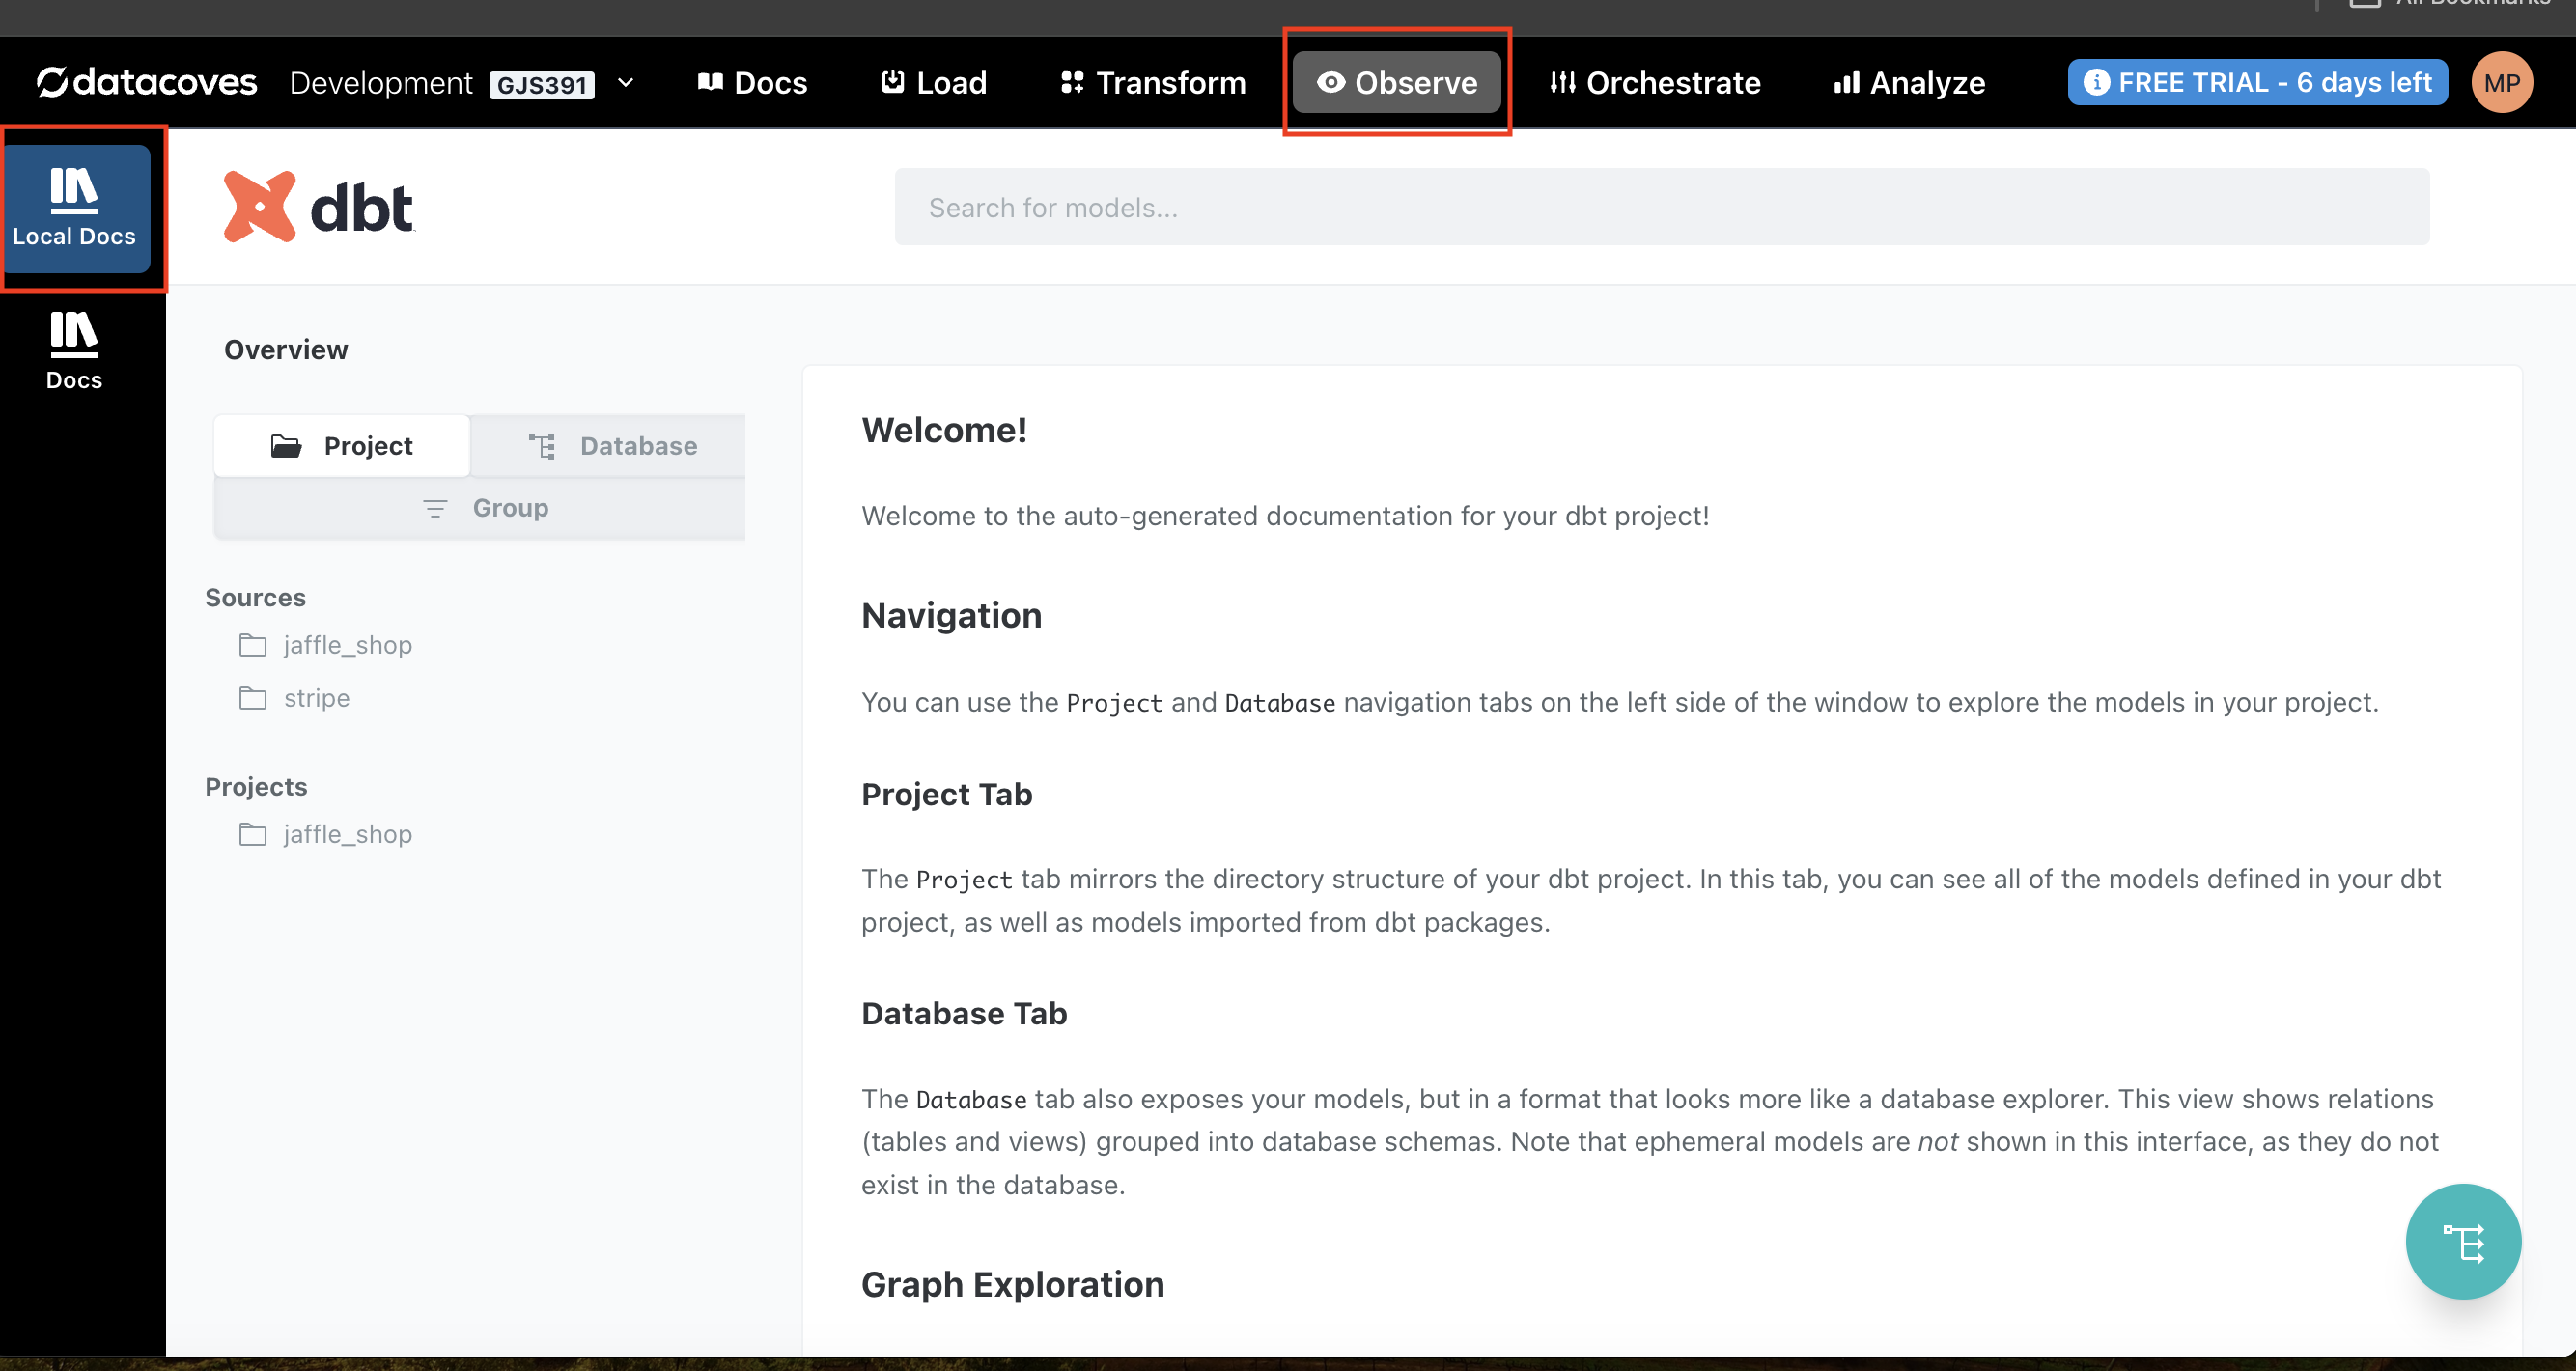 All Bookmarks
datacoves Development GJS391 Docs Load Transform Observe Orchestrate Analyze FREE TRIAL - 6 days left MP
Local Docs
Docs
dbt
Search for models...
Overview
Project Database
Group
Sources
jaffle_shop
stripe
Projects
jaffle_shop
Welcome!
Welcome to the auto-generated documentation for your dbt project!
Navigation
You can use the Project and Database navigation tabs on the left side of the window to explore the models in your project.
Project Tab
The Project tab mirrors the directory structure of your dbt project. In this tab, you can see all of the models defined in your dbt
project, as well as models imported from dbt packages.
Database Tab
The Database tab also exposes your models, but in a format that looks more like a database explorer. This view shows relations
(tables and views) grouped into database schemas. Note that ephemeral models are not shown in this interface, as they do not
exist in the database.
Graph Exploration